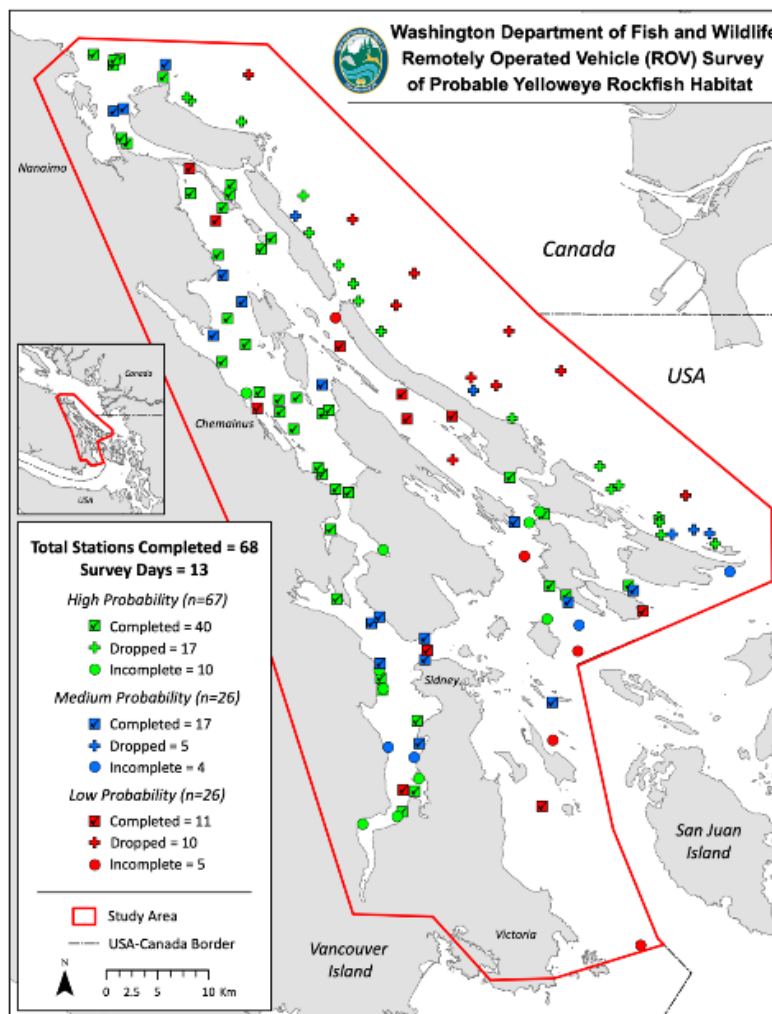 Washington Department of Fish and Wildlife
Remotely Operated Vehicle (ROV) Survey
of Probable Yelloweye Rockfish Habitat
Nanaimo
Canada
USA
Canada
USA
Chemainus
Total Stations Completed = 68
Survey Days = 13
High Probability (n=67)
Completed = 40
Dropped = 17
Incomplete = 10
Medium Probability (n=26)
Completed = 17
Dropped = 5
Incomplete = 4
Low Probability (n=26)
Completed = 11
Dropped = 10
Incomplete = 5
Study Area
USA-Canada Border
N
0 2.5 5 10 Km
Sidney
San Juan
Island
Victoria
Vancouver
Island